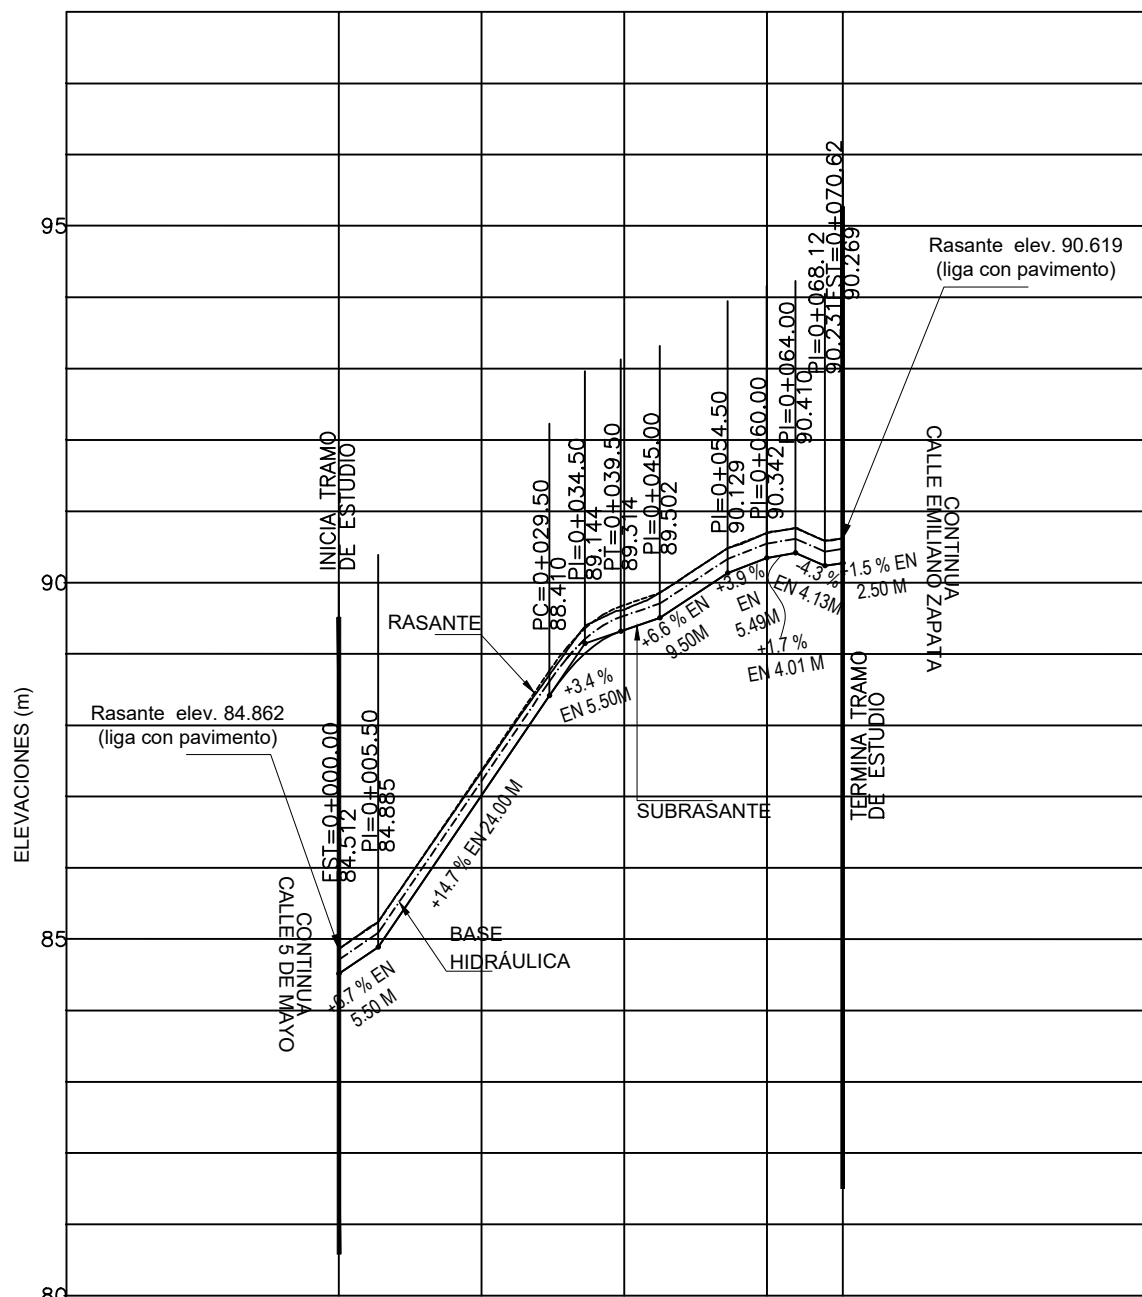 95
90
85
80
ELEVACIONES (m)
INICIA TRAMO
DE ESTUDIO
Rasante elev. 84.862
(liga con pavimento)
EST=0+000.00
84.512
PI=0+005.50
84.885
CONTINUA
CALLE 5 DE MAYO
+6.7 % EN
5.50 M
+14.7 % EN 24.00 M
BASE
HIDRÁULICA
RASANTE
PC=0+029.50
88.410
PI=0+034.50
89.144
PT=0+039.50
89.314
PI=0+045.00
89.502
+3.4 %
EN 5.50M
SUBRASANTE
+6.6 % EN
9.50M
PI=0+054.50
90.129
PI=0+060.00
90.342
+3.9 %
EN
5.49M
+1.7 %
EN 4.01 M
PI=0+064.00
90.410
-4.3 %
EN 4.13M
PI=0+068.12
90.231
EST=0+070.62
90.269
+1.5 % EN
2.50 M
Rasante elev. 90.619
(liga con pavimento)
CONTINUA
CALLE EMILIANO ZAPATA
TERMINA TRAMO
DE ESTUDIO